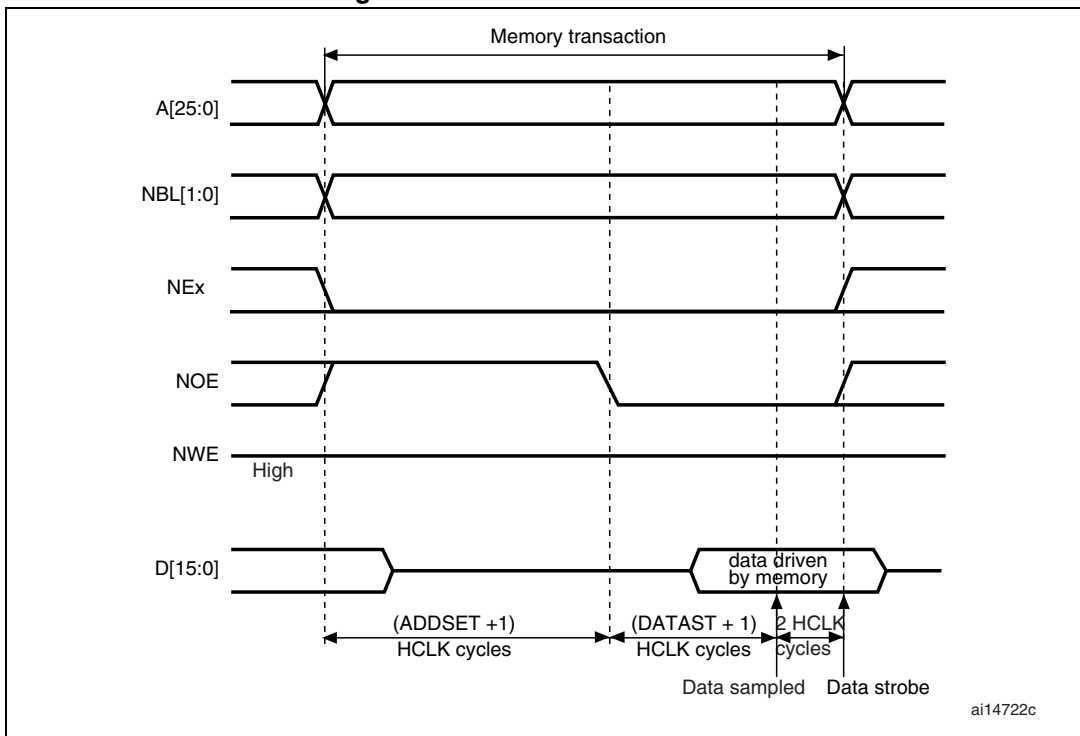 Memory transaction
A[25:0]
NBL[1:0]
NEx
NOE
NWE
High
D[15:0]
data driven
by memory
(ADDSET +1)
HCLK cycles
(DATAST + 1)
HCLK cycles
2 HCLK
cycles
Data sampled
Data strobe
ai14722c